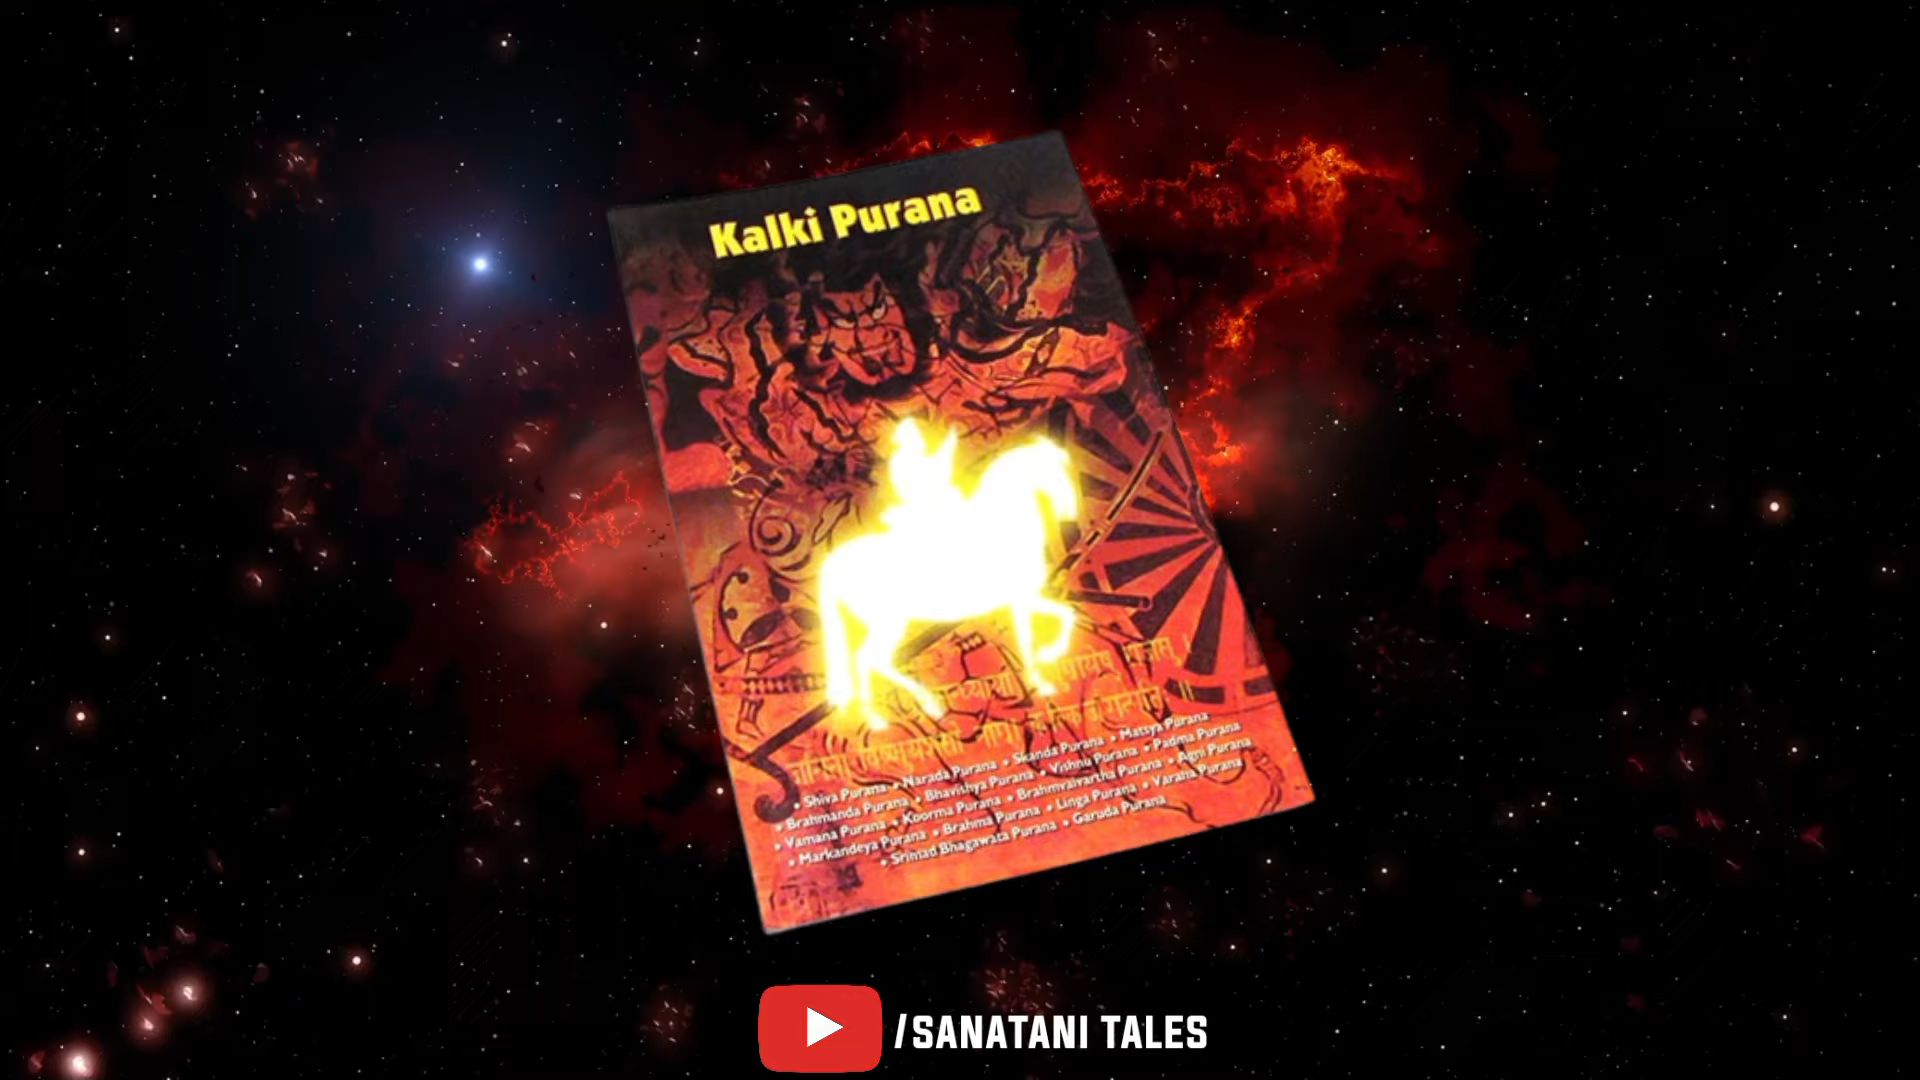 Kalki Purana
• Shiva Purana • Narada Purana • Skanda Purana • Matsya Purana
• Brahmanda Purana • Bhavishya Purana • Vishnu Purana • Padma Purana
• Vamana Purana • Koorma Purana • Brahmvaivartha Purana • Agni Purana
• Markandeya Purana • Brahma Purana • Linga Purana • Varaha Purana
• Srimad Bhagawata Purana • Garuda Purana
/SANATANI TALES